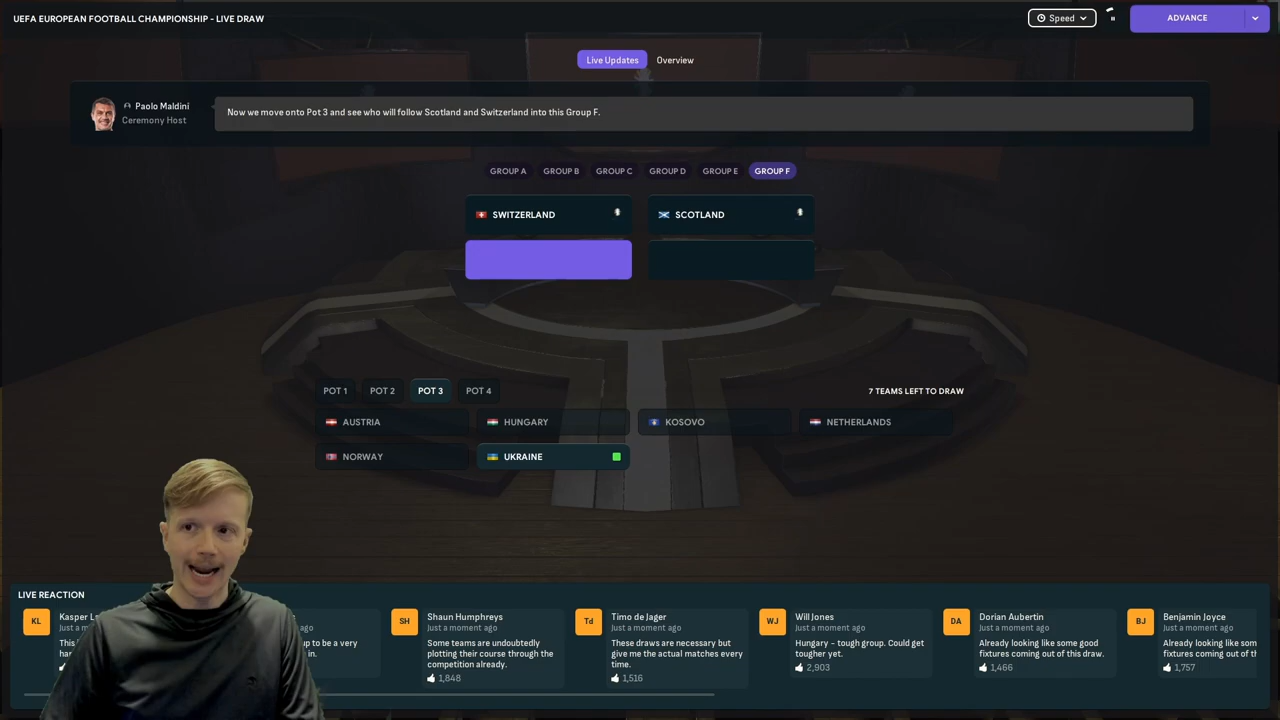 UEFA EUROPEAN FOOTBALL CHAMPIONSHIP - LIVE DRAW
Speed
ADVANCE
Live Updates
Overview
Paolo Maldini
Ceremony Host
Now we move onto Pot 3 and see who will follow Scotland and Switzerland into this Group F.
GROUP A
GROUP B
GROUP C
GROUP D
GROUP E
GROUP F
SWITZERLAND
SCOTLAND
POT 1
POT 2
POT 3
POT 4
7 TEAMS LEFT TO DRAW
AUSTRIA
HUNGARY
KOSOVO
NETHERLANDS
NORWAY
UKRAINE
LIVE REACTION
KL
Kasper
Just a m
This
ago
up to be a very
in.
SH
Shaun Humphreys
Just a moment ago
Some teams are undoubtedly
plotting their course through the
competition already.
1,848
Td
Timo de Jager
Just a moment ago
These draws are necessary but
give me the actual matches every
time.
1,516
WJ
Will Jones
Just a moment ago
Hungary - tough group. Could get
tougher yet.
2,903
DA
Dorian Aubertin
Just a moment ago
Already looking like some good
fixtures coming out of this draw.
1,466
BJ
Benjamin Joyce
Just a moment ago
Already looking like som
fixtures coming out of th
1,757